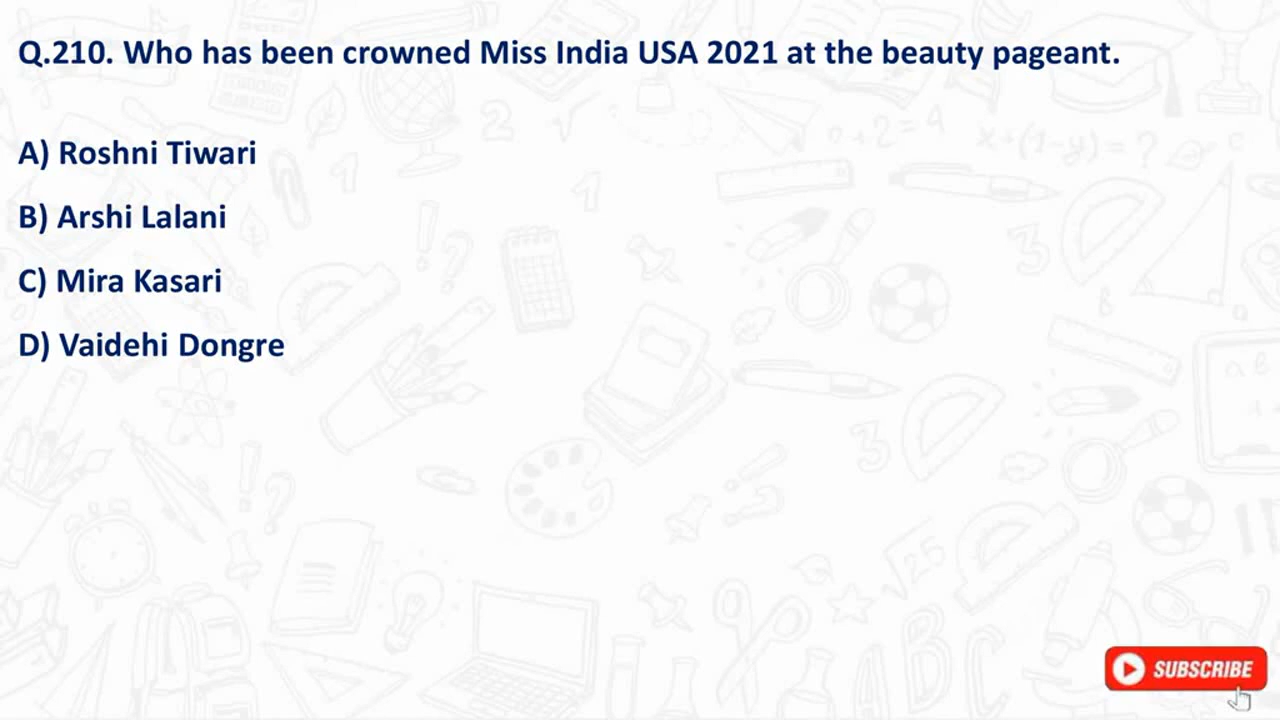 Q.210. Who has been crowned Miss India USA 2021 at the beauty pageant.
A) Roshni Tiwari
B) Arshi Lalani
C) Mira Kasari
D) Vaidehi Dongre
SUBSCRIBE